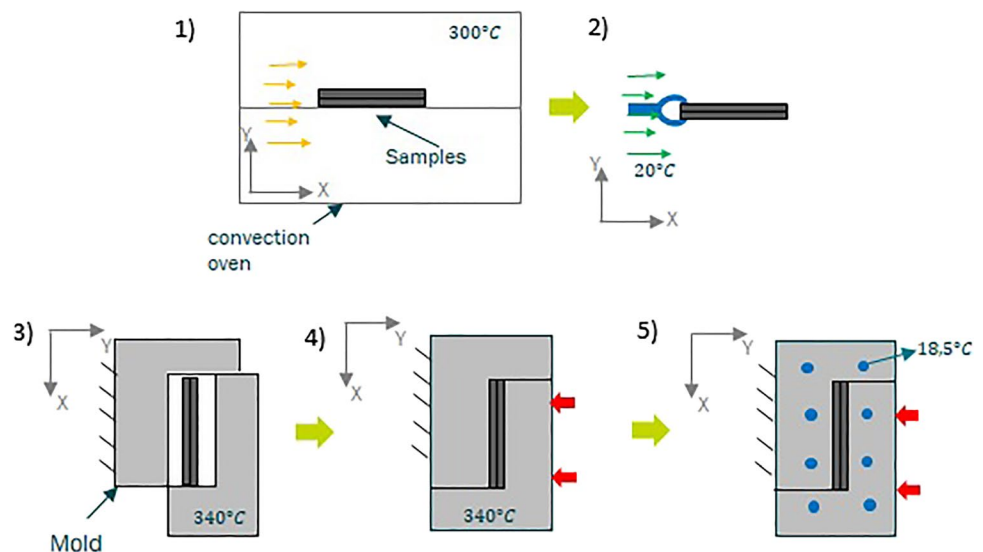 1)
300°C
Samples
Y
X
convection
oven
2)
20°C
Y
X
3)
Y
X
340°C
Mold
4)
Y
X
340°C
5)
Y
X
18,5°C